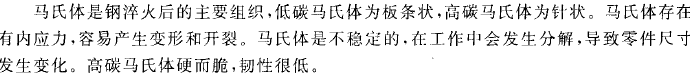 马氏体是钢淬火后的主要组织,低碳马氏体为板条状,高碳马氏体为针状。马氏体存在
有内应力,容易产生变形和开裂。马氏体是不稳定的,在工作中会发生分解,导致零件尺寸
发生变化。高碳马氏体硬而脆,韧性很低。